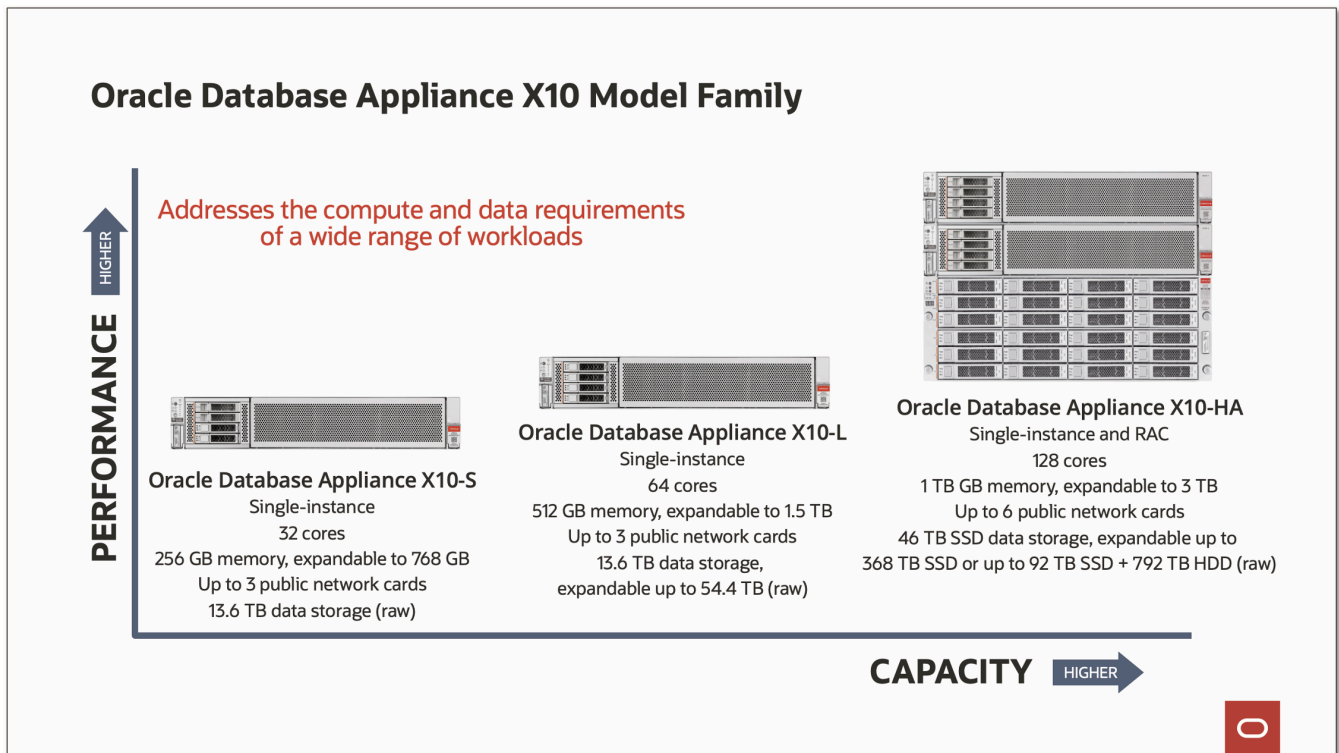 Oracle Database Appliance X10 Model Family
Addresses the compute and data requirements
of a wide range of workloads
HIGHER
PERFORMANCE
Oracle Database Appliance X10-S
Single-instance
32 cores
256 GB memory, expandable to 768 GB
Up to 3 public network cards
13.6 TB data storage (raw)
Oracle Database Appliance X10-L
Single-instance
64 cores
512 GB memory, expandable to 1.5 TB
Up to 3 public network cards
13.6 TB data storage,
expandable up to 54.4 TB (raw)
Oracle Database Appliance X10-HA
Single-instance and RAC
128 cores
1 TB GB memory, expandable to 3 TB
Up to 6 public network cards
46 TB SSD data storage, expandable up to
368 TB SSD or up to 92 TB SSD + 792 TB HDD (raw)
CAPACITY
HIGHER